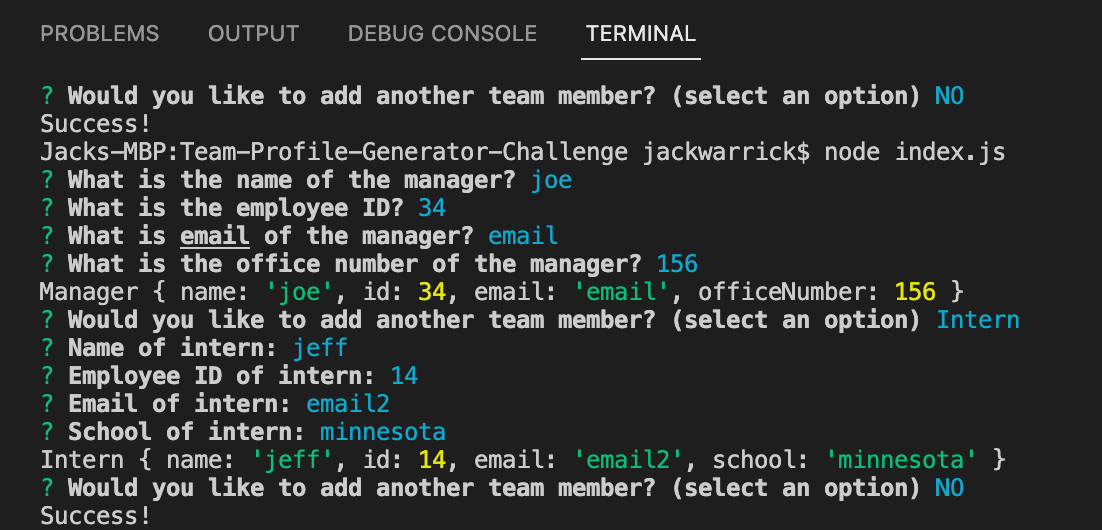 PROBLEMS OUTPUT DEBUG CONSOLE TERMINAL
? Would you like to add another team member? (select an option) NO
Success!
Jacks-MBP:Team-Profile-Generator-Challenge jackwarrick$ node index.js
? What is the name of the manager? joe
? What is the employee ID? 34
? What is email of the manager? email
? What is the office number of the manager? 156
Manager { name: 'joe', id: 34, email: 'email', officeNumber: 156 }
? Would you like to add another team member? (select an option) Intern
? Name of intern: jeff
? Employee ID of intern: 14
? Email of intern: email2
? School of intern: minnesota
Intern { name: 'jeff', id: 14, email: 'email2', school: 'minnesota' }
? Would you like to add another team member? (select an option) NO
Success!